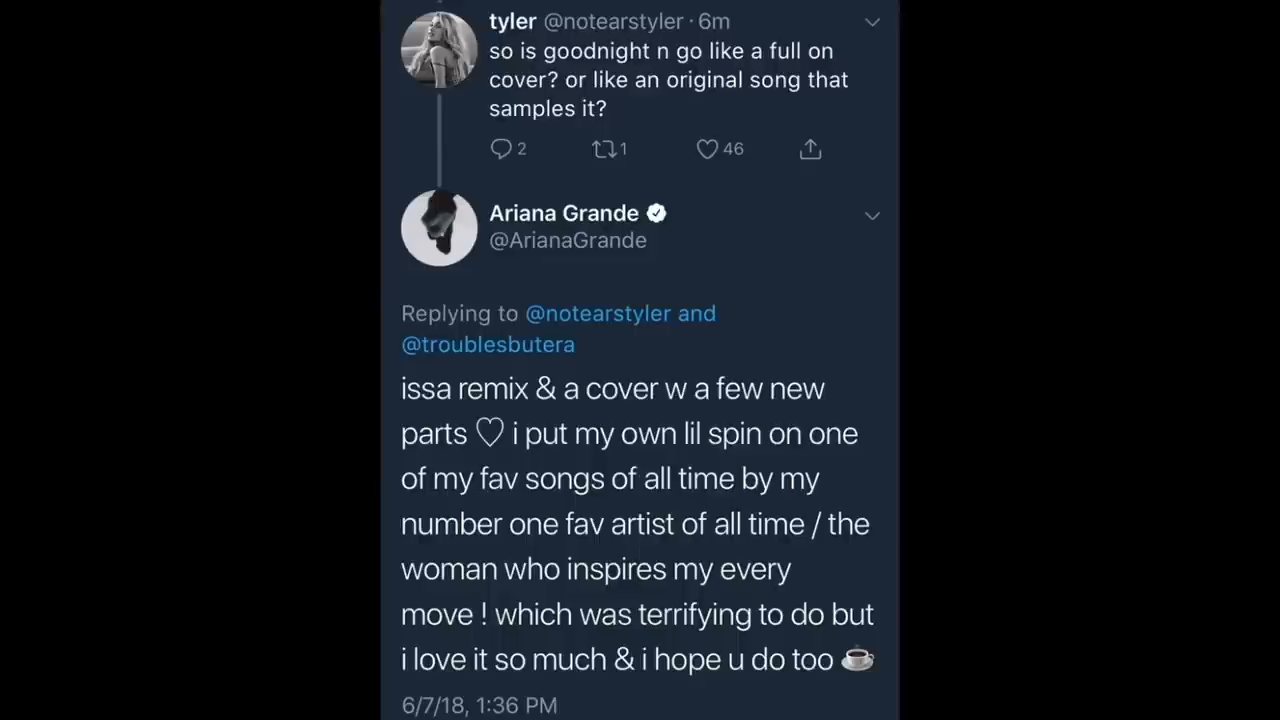 tyler @notearstyler · 6m
so is goodnight n go like a full on
cover? or like an original song that
samples it?
2 1 46
Ariana Grande
@ArianaGrande
Replying to @notearstyler and
@troublesbutera
issa remix & a cover w a few new
parts ♡ i put my own lil spin on one
of my fav songs of all time by my
number one fav artist of all time / the
woman who inspires my every
move ! which was terrifying to do but
i love it so much & i hope u do too ☕
6/7/18, 1:36 PM